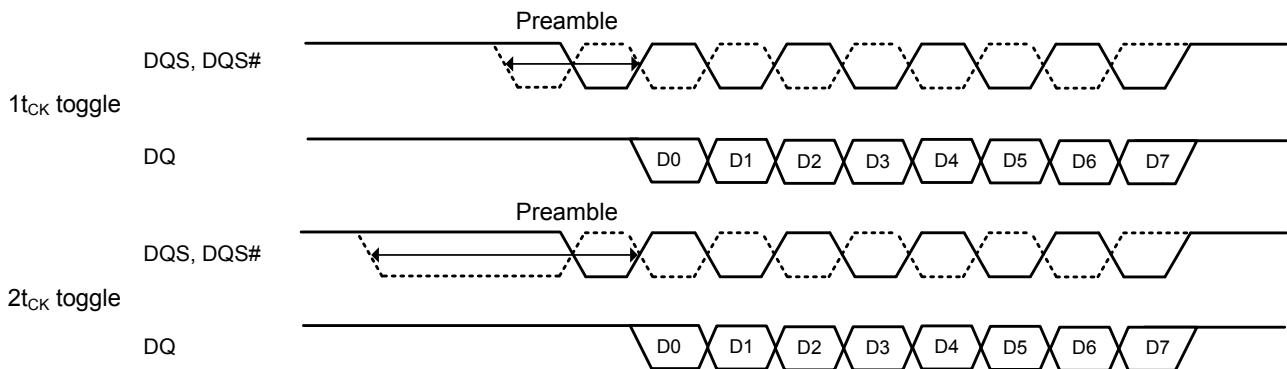 Preamble
DQS, DQS#
1tCK toggle
DQ
D0 D1 D2 D3 D4 D5 D6 D7
Preamble
DQS, DQS#
2tCK toggle
DQ
D0 D1 D2 D3 D4 D5 D6 D7